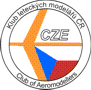 Klub leteckých modelářů ČR
CZE
Club of Aeromodellers